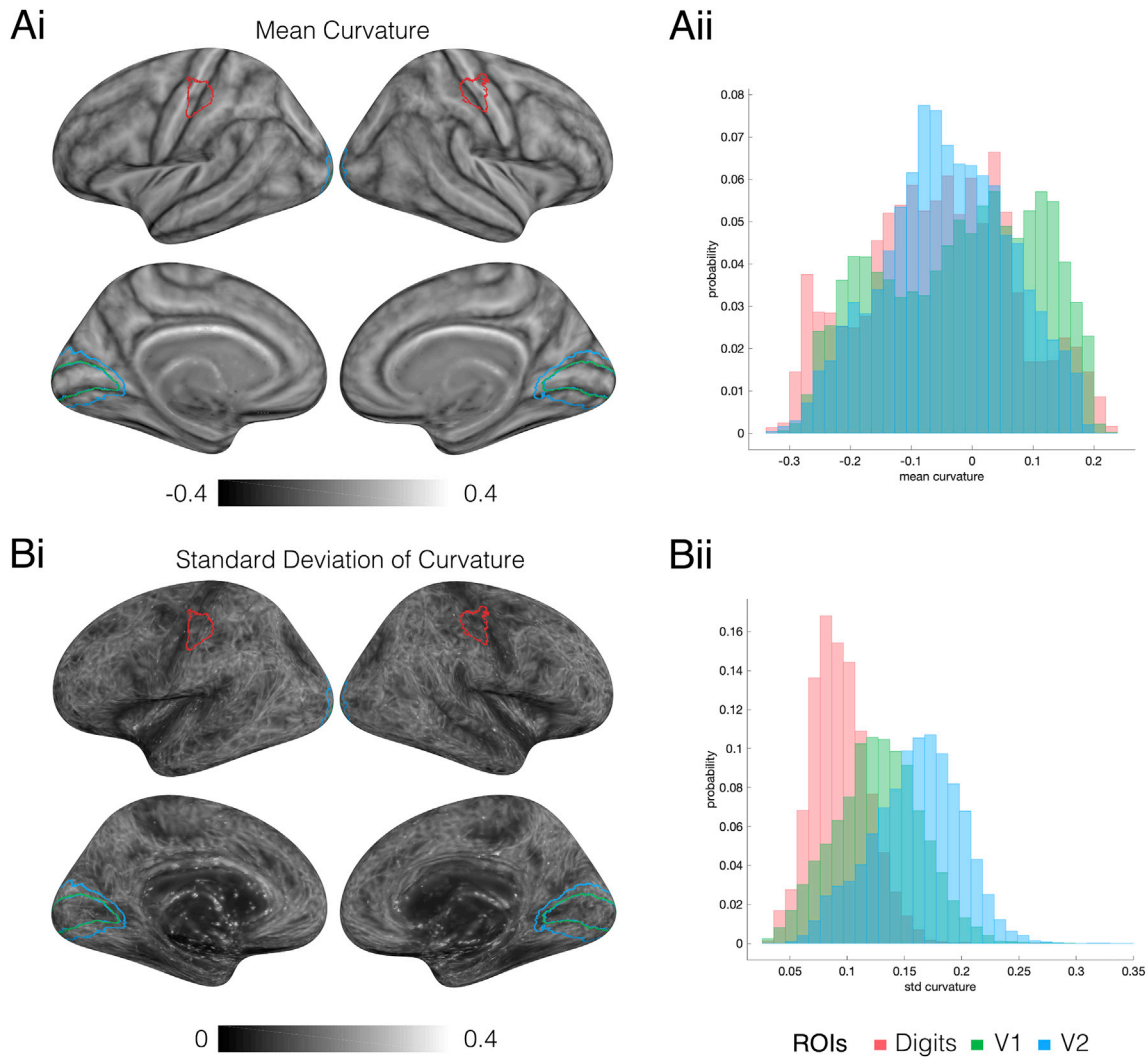 Ai
Mean Curvature
-0.4 0.4
Aii
0.08
0.07
0.06
0.05
0.04
0.03
0.02
0.01
0
probability
-0.3 -0.2 -0.1 0 0.1 0.2
mean curvature
Bi
Standard Deviation of Curvature
0 0.4
Bii
0.16
0.14
0.12
0.1
0.08
0.06
0.04
0.02
0
probability
0.05 0.1 0.15 0.2 0.25 0.3 0.35
std curvature
ROIs Digits V1 V2